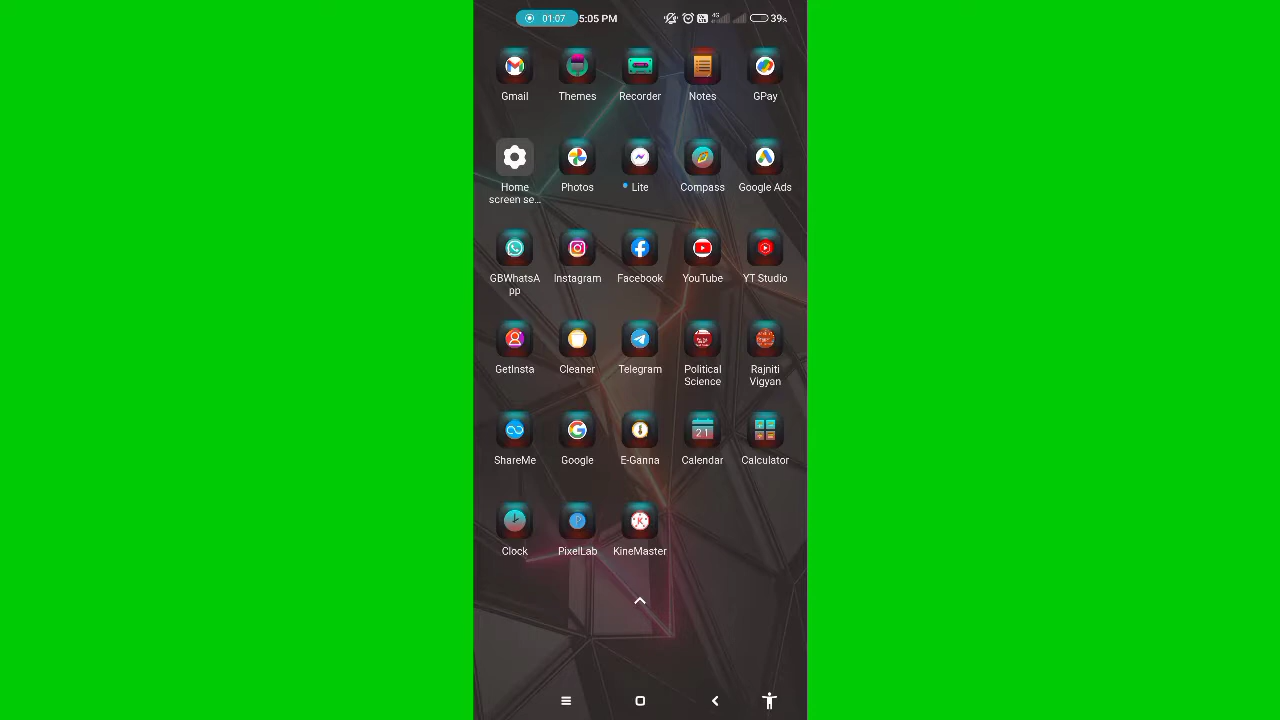 01:07 5:05 PM 4G 39%
Gmail Themes Recorder Notes GPay
Home Photos Lite Compass Google Ads
screen se...
GBWhatsA Instagram Facebook YouTube YT Studio
pp
GetInsta Cleaner Telegram Political Rajniti
Science Vigyan
21
ShareMe Google E-Ganna Calendar Calculator
Clock PixelLab KineMaster